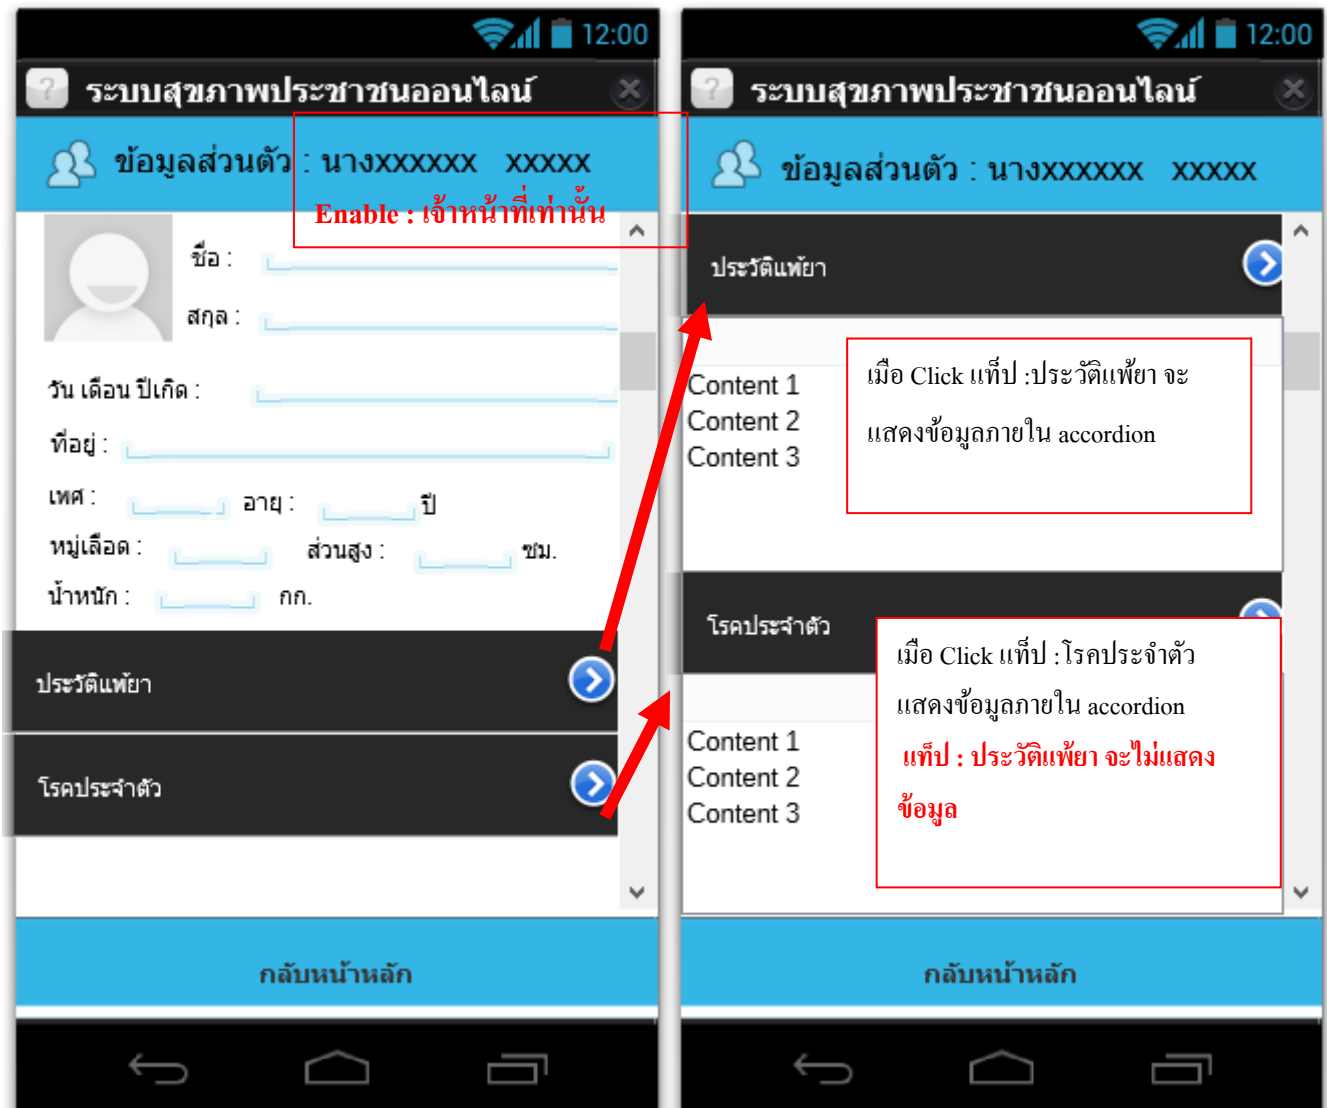 12:00
ระบบสุขภาพประชาชนออนไลน์
ข้อมูลส่วนตัว : นางxxxxxx xxxxx
Enable : เจ้าหน้าที่เท่านั้น
ชื่อ :
สกุล :
วัน เดือน ปีเกิด :
ที่อยู่ :
เพศ : อายุ : ปี
หมู่เลือด : ส่วนสูง : ซม.
น้ำหนัก : กก.
ประวัติแพ้ยา
โรคประจำตัว
กลับหน้าหลัก
12:00
ระบบสุขภาพประชาชนออนไลน์
ข้อมูลส่วนตัว : นางxxxxxx xxxxx
ประวัติแพ้ยา
Content 1
Content 2
Content 3
เมือ Click แท็ป :ประวัติแพ้ยา จะ
แสดงข้อมูลภายใน accordion
โรคประจำตัว
Content 1
Content 2
Content 3
เมือ Click แท็ป :โรคประจำตัว
แสดงข้อมูลภายใน accordion
แท็ป : ประวัติแพ้ยา จะไม่แสดง
ข้อมูล
กลับหน้าหลัก